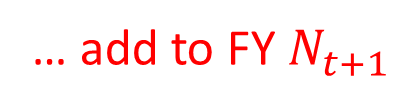 … add to FY $N_{t+1}$